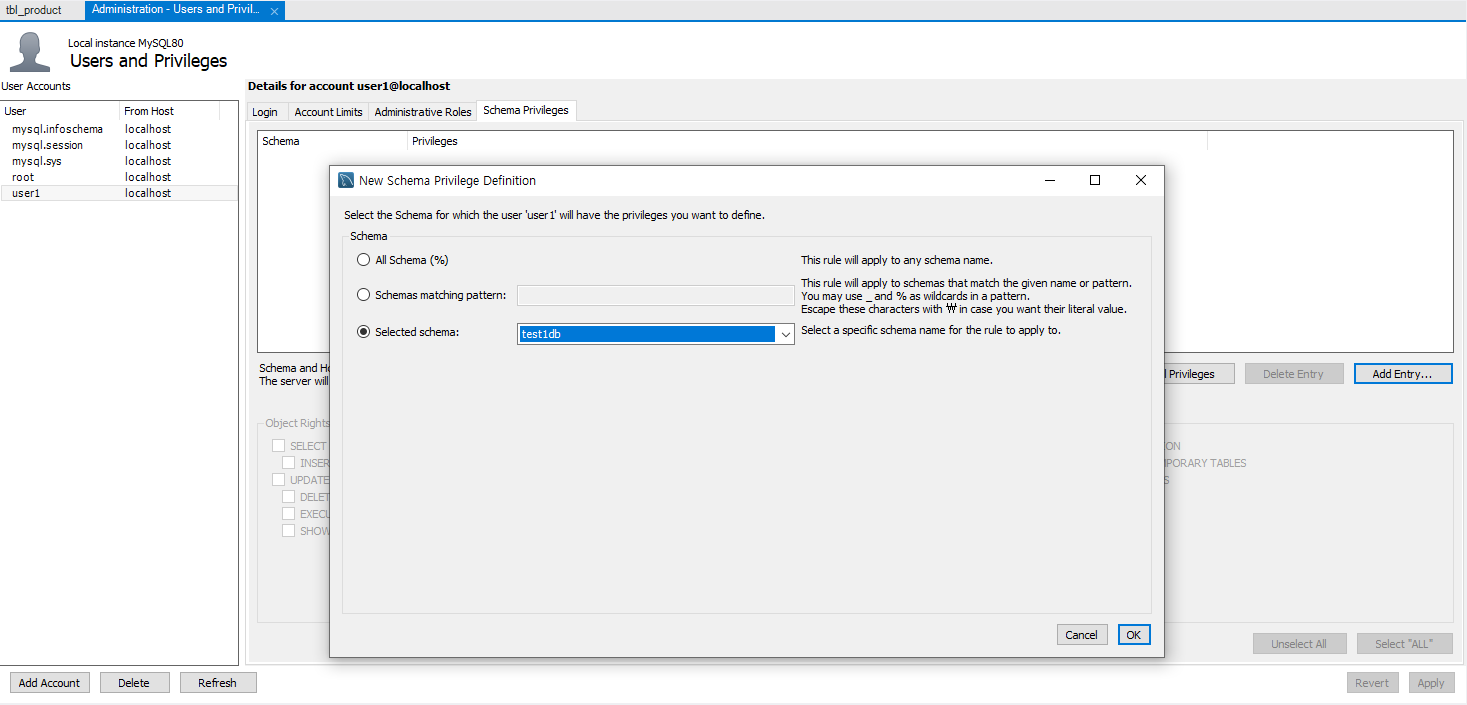 tbl_product
Administration - Users and Privil...
Local instance MySQL80
Users and Privileges
User Accounts
User From Host
mysql.infoschema localhost
mysql.session localhost
mysql.sys localhost
root localhost
user1 localhost
Add Account Delete Refresh
Details for account user1@localhost
Login Account Limits Administrative Roles Schema Privileges
Schema Privileges
New Schema Privilege Definition
Select the Schema for which the user 'user1' will have the privileges you want to define.
Schema
All Schema (%) This rule will apply to any schema name.
Schemas matching pattern: This rule will apply to schemas that match the given name or pattern.
You may use _ and % as wildcards in a pattern.
Escape these characters with ₩ in case you want their literal value.
Selected schema: test1db Select a specific schema name for the rule to apply to.
Cancel OK
Schema and
The server will
Privileges Delete Entry Add Entry...
Object Rights
SELECT
UPDATE
SHOW
Unselect All Select "ALL"
Revert Apply